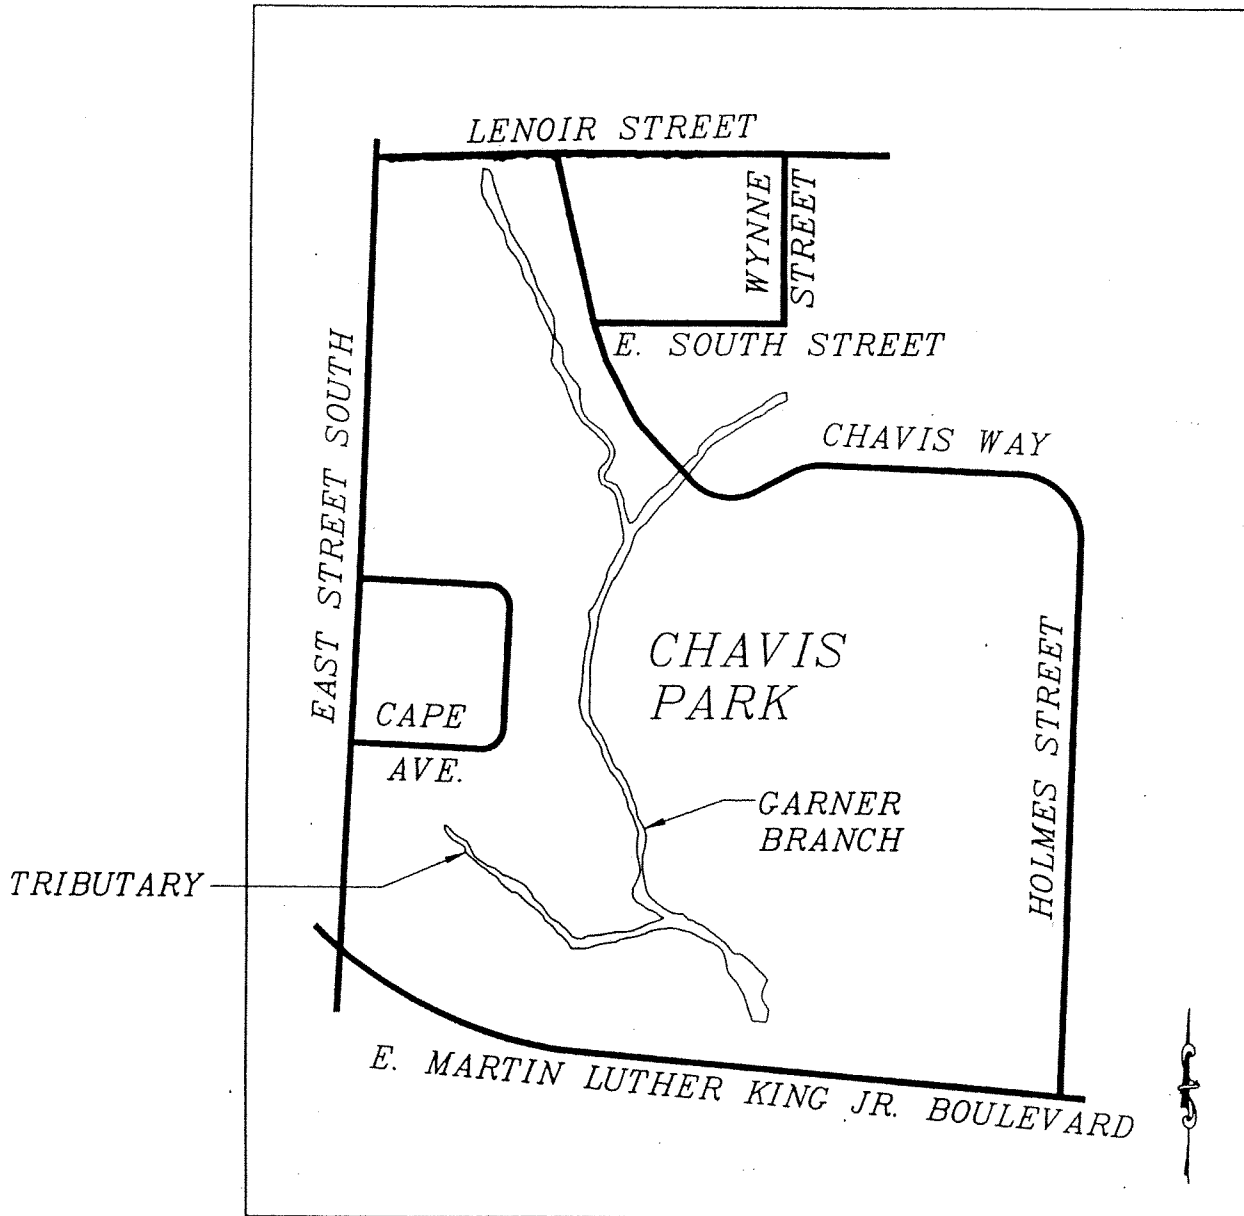 LENOIR STREET
WYNNE
STREET
E. SOUTH STREET
EAST STREET SOUTH
CHAVIS WAY
CHAVIS
PARK
CAPE
AVE.
HOLMES STREET
GARNER
BRANCH
TRIBUTARY
E. MARTIN LUTHER KING JR. BOULEVARD